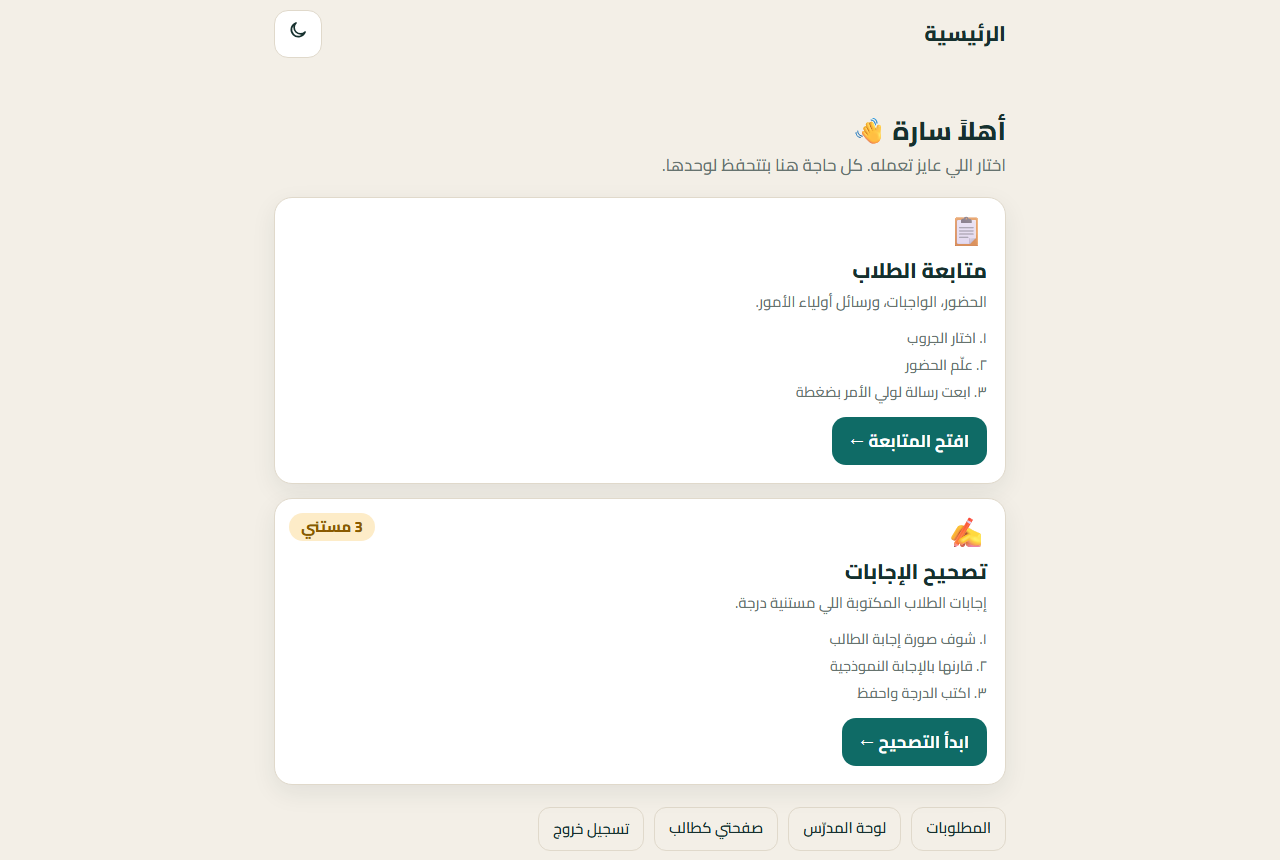 الرئيسية
أهلاً سارة 👋
اختار اللي عايز تعمله. كل حاجة هنا بتتحفظ لوحدها.
متابعة الطلاب
الحضور، الواجبات، ورسائل أولياء الأمور.
١. اختار الجروب
٢. علّم الحضور
٣. ابعت رسالة لولي الأمر بضغطة
افتح المتابعة ←
3 مستني
تصحيح الإجابات
إجابات الطلاب المكتوبة اللي مستنية درجة.
١. شوف صورة إجابة الطالب
٢. قارنها بالإجابة النموذجية
٣. اكتب الدرجة واحفظ
ابدأ التصحيح ←
المطلوبات
لوحة المدرّس
صفحتي كطالب
تسجيل خروج